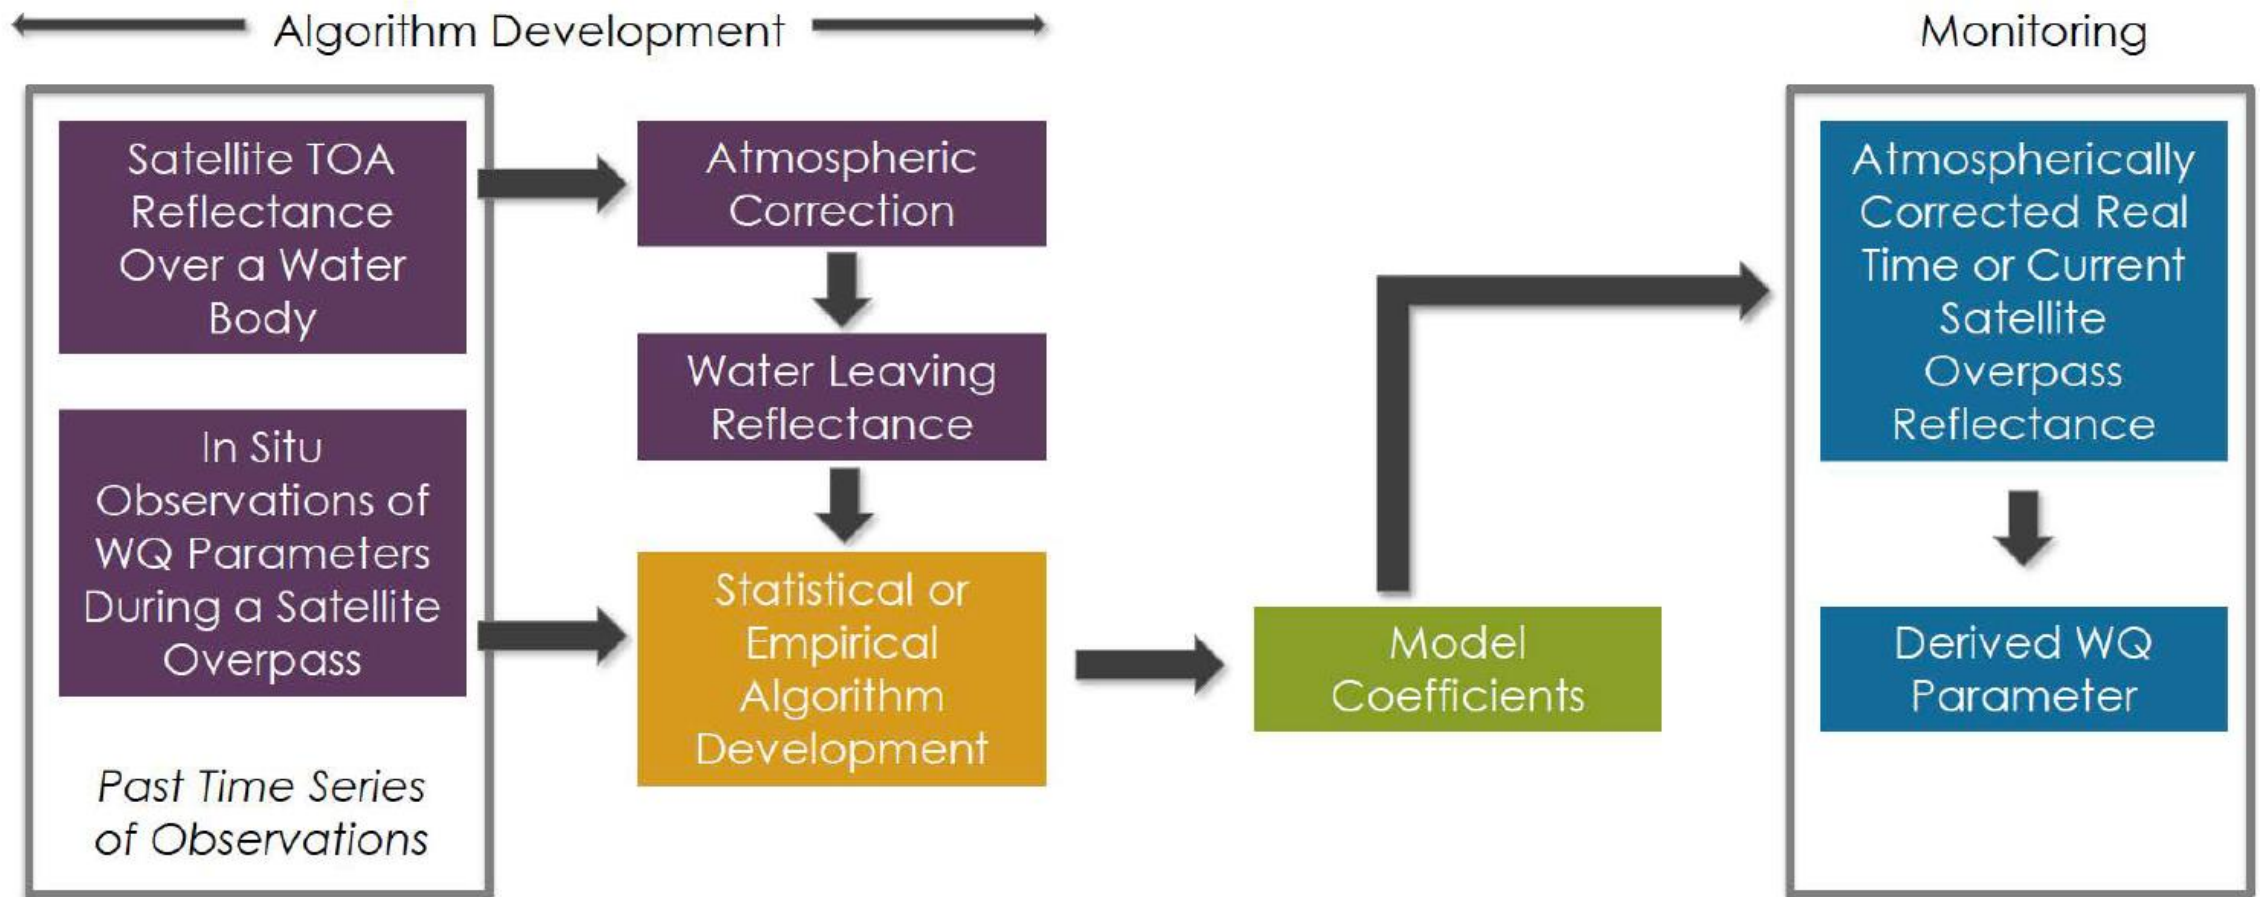 Algorithm Development
Monitoring
Satellite TOA
Reflectance
Over a Water
Body
In Situ
Observations of
WQ Parameters
During a Satellite
Overpass
Past Time Series
of Observations
Atmospheric
Correction
Water Leaving
Reflectance
Statistical or
Empirical
Algorithm
Development
Model
Coefficients
Atmospherically
Corrected Real
Time or Current
Satellite
Overpass
Reflectance
Derived WQ
Parameter